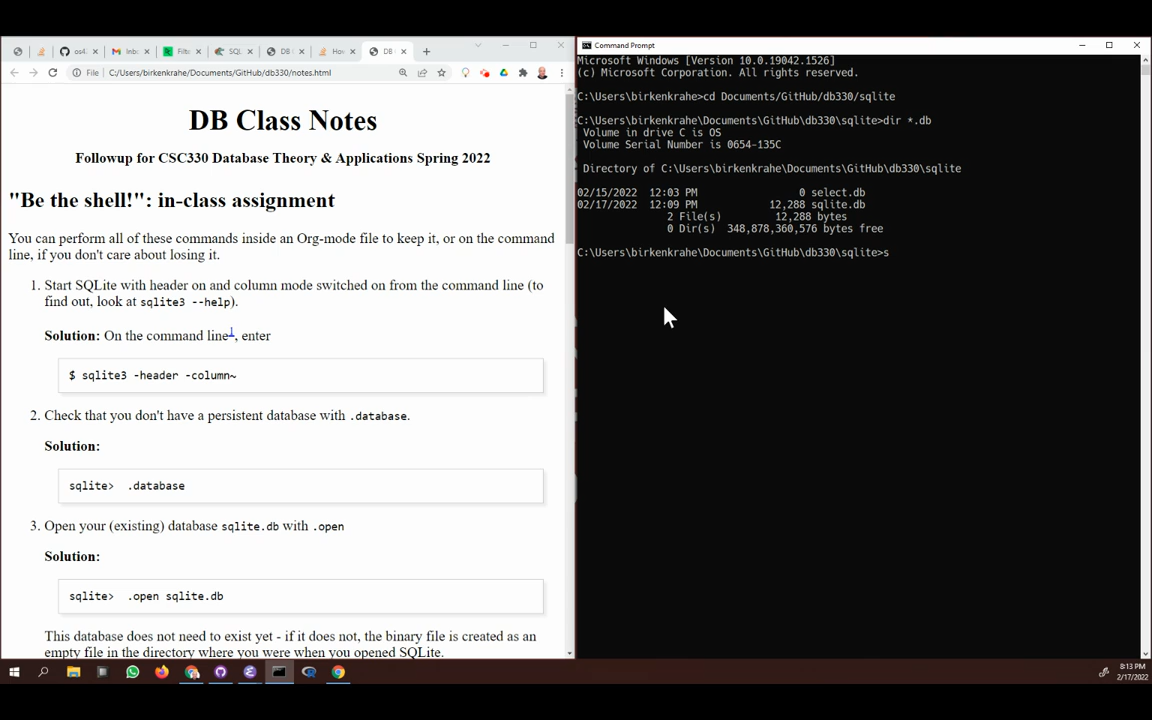 os4
Inbo
Filte
SQL
DB
How
DB
File
C:/Users/birkenkrahe/Documents/GitHub/db330/notes.html
DB Class Notes
Followup for CSC330 Database Theory & Applications Spring 2022
"Be the shell!": in-class assignment
You can perform all of these commands inside an Org-mode file to keep it, or on the command
line, if you don't care about losing it.
1. Start SQLite with header on and column mode switched on from the command line (to
find out, look at sqlite3 --help).
Solution: On the command line1, enter
$ sqlite3 -header -column~
2. Check that you don't have a persistent database with .database.
Solution:
sqlite> .database
3. Open your (existing) database sqlite.db with .open
Solution:
sqlite> .open sqlite.db
This database does not need to exist yet - if it does not, the binary file is created as an
empty file in the directory where you were when you opened SQLite.
Command Prompt
Microsoft Windows [Version 10.0.19042.1526]
(c) Microsoft Corporation. All rights reserved.
C:\Users\birkenkrahe>cd Documents/GitHub/db330/sqlite
C:\Users\birkenkrahe\Documents\GitHub\db330\sqlite>dir *.db
Volume in drive C is OS
Volume Serial Number is 0654-135C
Directory of C:\Users\birkenkrahe\Documents\GitHub\db330\sqlite
02/15/2022 12:03 PM 0 select.db
02/17/2022 12:09 PM 12,288 sqlite.db
2 File(s) 12,288 bytes
0 Dir(s) 348,878,360,576 bytes free
C:\Users\birkenkrahe\Documents\GitHub\db330\sqlite>s
8:13 PM
2/17/2022